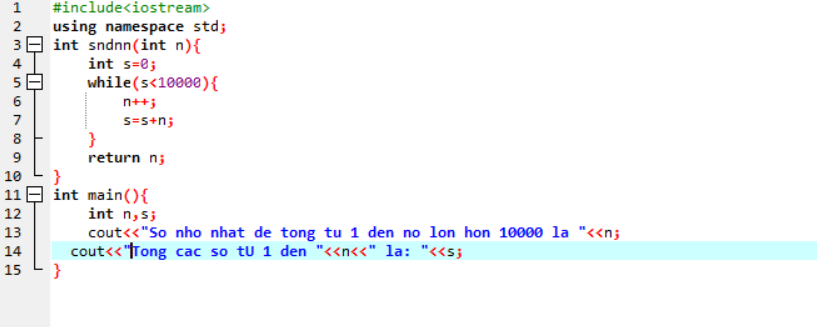 1 #include<iostream>
2 using namespace std;
3 int sndnn(int n){
4 int s=0;
5 while(s<10000){
6 n++;
7 s=s+n;
8 }
9 return n;
10 }
11 int main(){
12 int n,s;
13 cout<<"So nho nhat de tong tu 1 den no lon hon 10000 la "<<n;
14 cout<<"Tong cac so tU 1 den "<<n<<" la: "<<s;
15 }